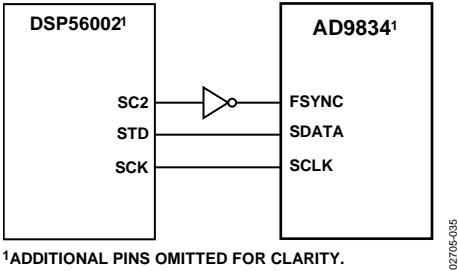 DSP56002¹ AD9834¹
SC2 FSYNC
STD SDATA
SCK SCLK
¹ADDITIONAL PINS OMITTED FOR CLARITY.
02705-035